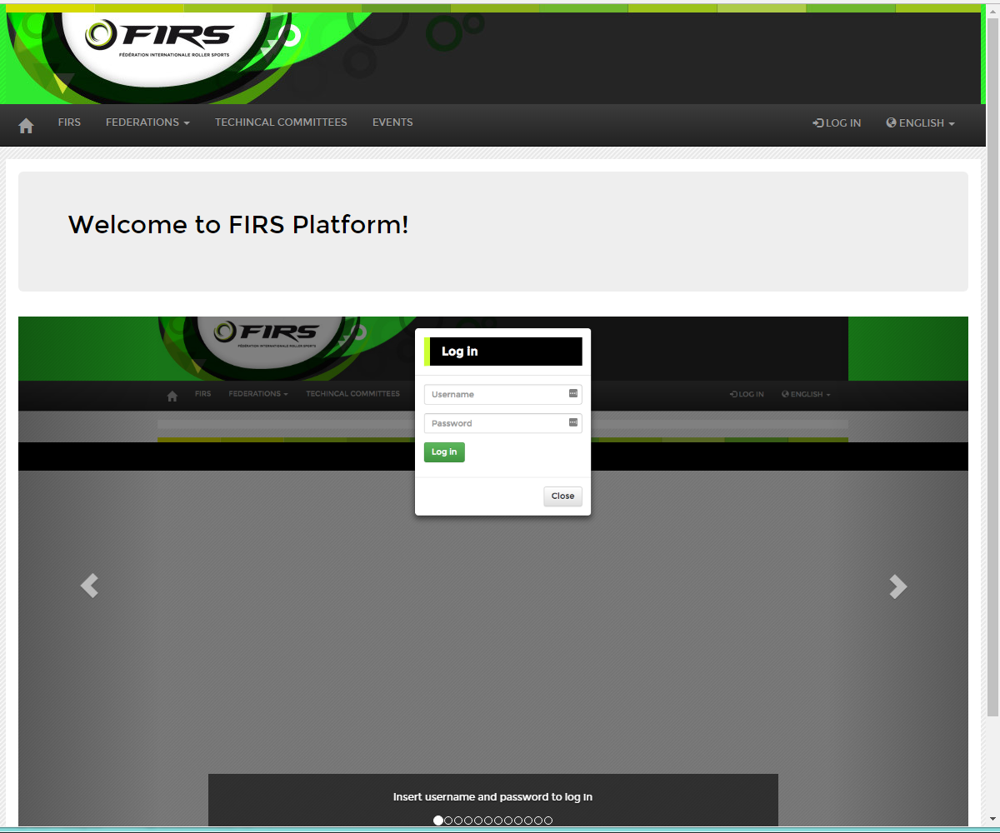 FIRS
FÉDÉRATION INTERNATIONALE ROLLER SPORTS
FIRS FEDERATIONS TECHINCAL COMMITTEES EVENTS LOG IN ENGLISH
Welcome to FIRS Platform!
FIRS
FÉDÉRATION INTERNATIONALE ROLLER SPORTS
FIRS FEDERATIONS TECHINCAL COMMITTEES LOG IN ENGLISH
Log in
Username
Password
Log in
Close
Insert username and password to log in